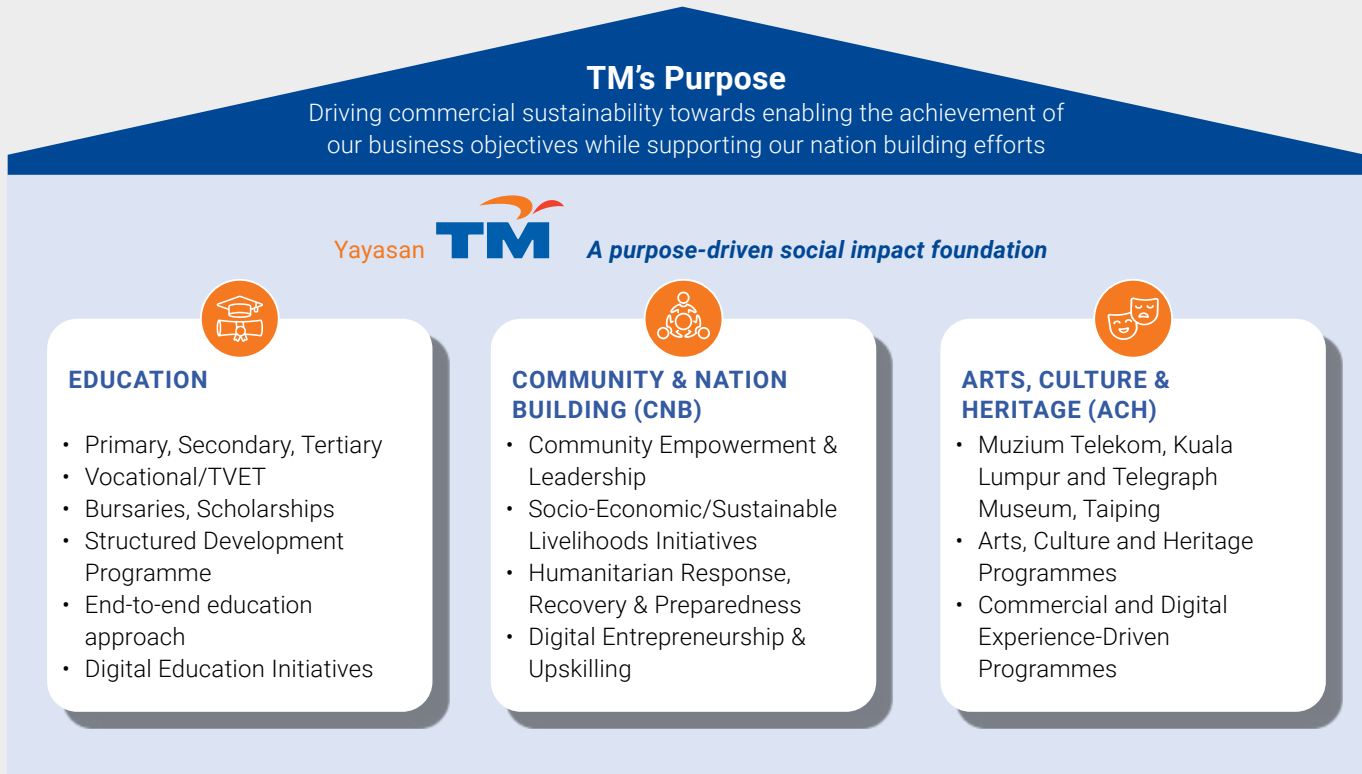 TM's Purpose
Driving commercial sustainability towards enabling the achievement of
our business objectives while supporting our nation building efforts
Yayasan TM A purpose-driven social impact foundation
EDUCATION
• Primary, Secondary, Tertiary
• Vocational/TVET
• Bursaries, Scholarships
• Structured Development
Programme
• End-to-end education
approach
• Digital Education Initiatives
COMMUNITY & NATION
BUILDING (CNB)
• Community Empowerment &
Leadership
• Socio-Economic/Sustainable
Livelihoods Initiatives
• Humanitarian Response,
Recovery & Preparedness
• Digital Entrepreneurship &
Upskilling
ARTS, CULTURE &
HERITAGE (ACH)
• Muzium Telekom, Kuala
Lumpur and Telegraph
Museum, Taiping
• Arts, Culture and Heritage
Programmes
• Commercial and Digital
Experience-Driven
Programmes